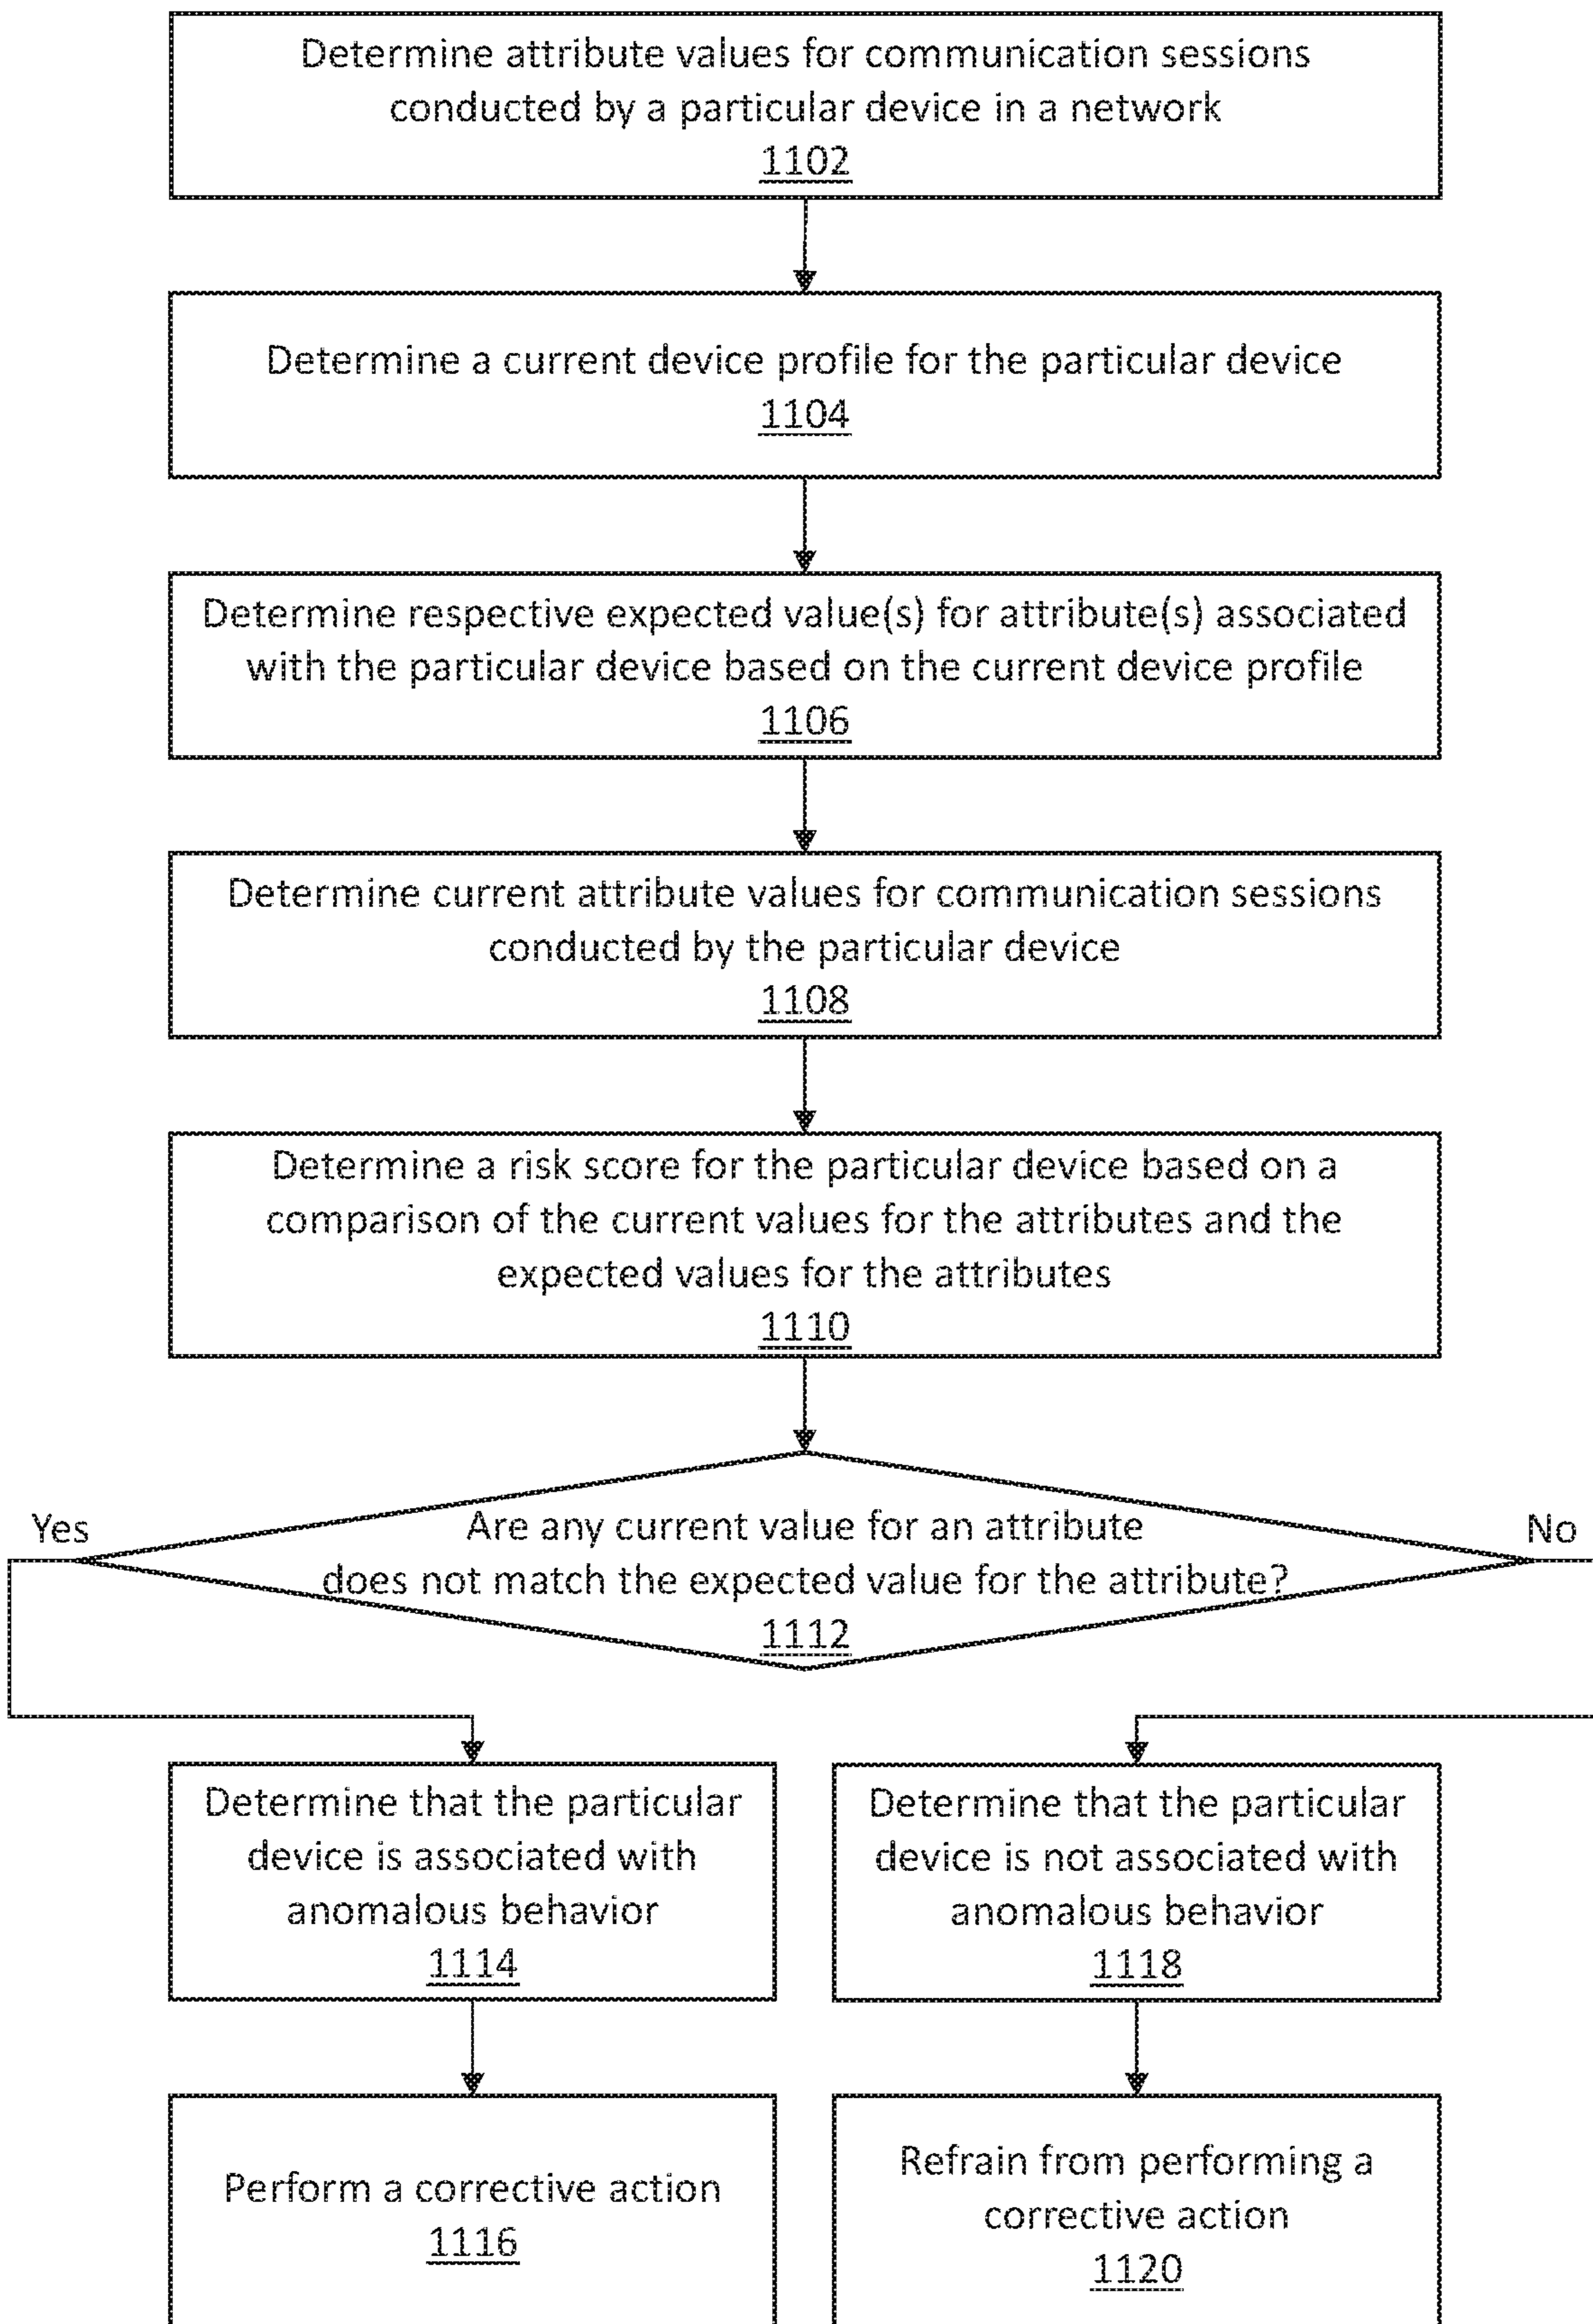 Determine attribute values for communication sessions
conducted by a particular device in a network
1102
Determine a current device profile for the particular device
1104
Determine respective expected value(s) for attribute(s) associated
with the particular device based on the current device profile
1106
Determine current attribute values for communication sessions
conducted by the particular device
1108
Determine a risk score for the particular device based on a
comparison of the current values for the attributes and the
expected values for the attributes
1110
Yes
Are any current value for an attribute
does not match the expected value for the attribute?
1112
No
Determine that the particular
device is associated with
anomalous behavior
1114
Determine that the particular
device is not associated with
anomalous behavior
1118
Perform a corrective action
1116
Refrain from performing a
corrective action
1120